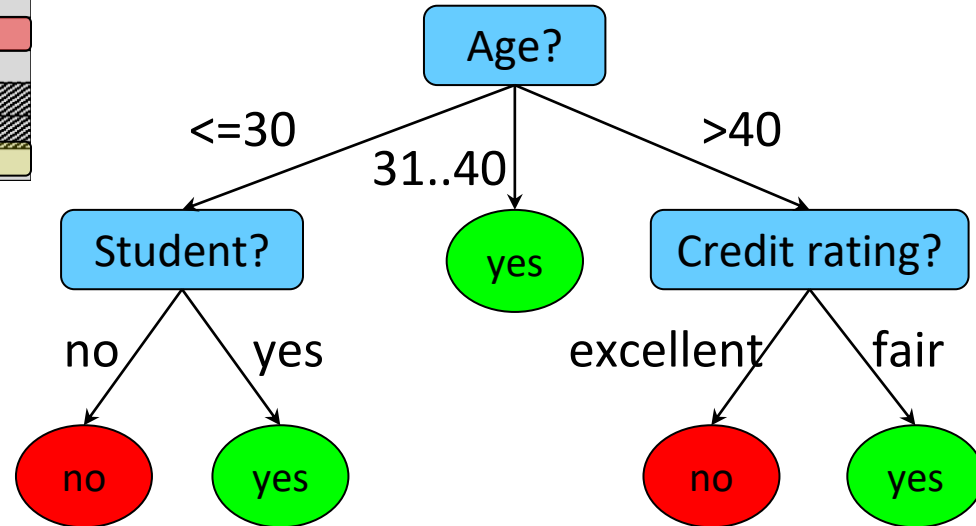 Age?
<=30
31..40
>40
Student?
yes
Credit rating?
no
yes
excellent
fair
no
yes
no
yes